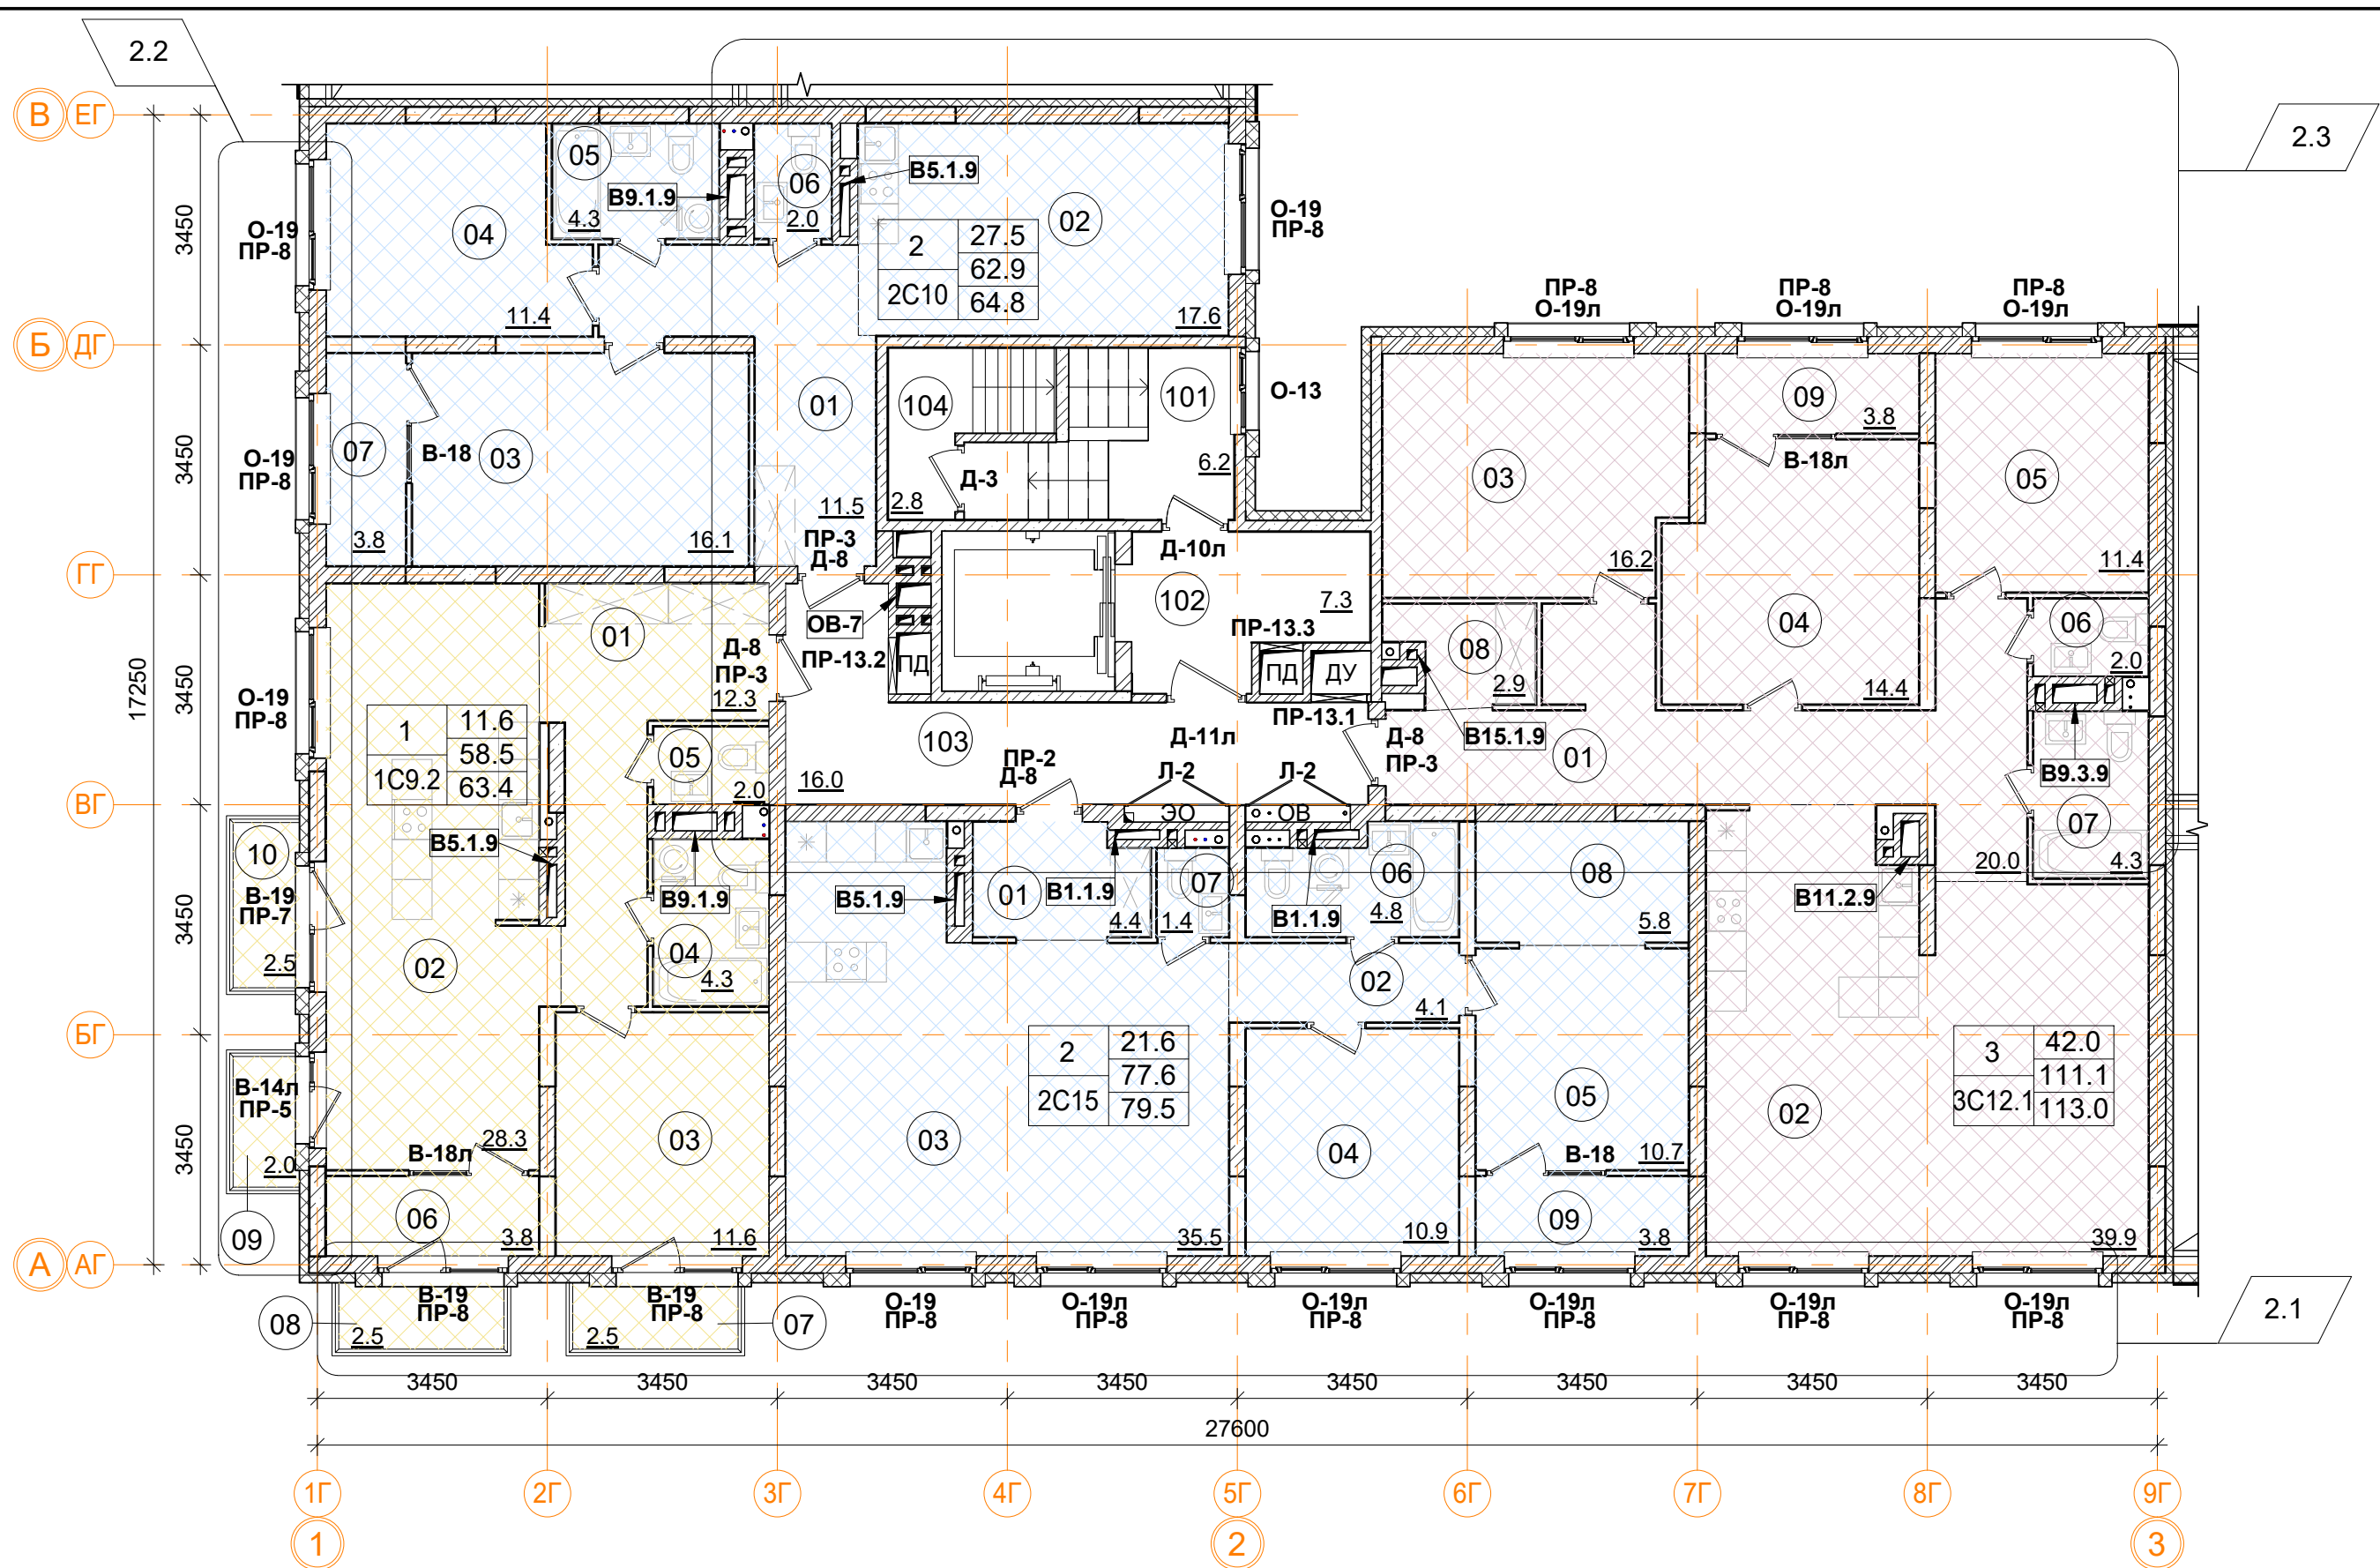 2.2
2.3
В ЕГ
05
В9.1.9
4.3
06
2.0
В5.1.9
02
04
О-19
ПР-8
11.4
2 27.5
62.9
2С10 64.8
17.6
О-19
ПР-8
3450
Б ДГ
ПР-8
О-19л
ПР-8
О-19л
ПР-8
О-19л
01
104
101
О-13
09
3.8
07
В-18
03
О-19
ПР-8
3450
Д-3
6.2
03
В-18л
05
3.8
16.1
11.5
2.8
ПР-3
Д-8
Д-10л
16.2
11.4
ГГ
102
7.3
ОВ-7
01
ПР-13.3
ПР-13.2
ПД
Д-8
ПР-3
12.3
ПД
ДУ
08
2.9
04
14.4
06
2.0
17250
3450
О-19
ПР-8
1 11.6
58.5
1С9.2 63.4
05
2.0
103
16.0
ПР-2
Д-8
Д-11л
ПР-13.1
Д-8
ПР-3
В15.1.9
01
В9.3.9
Л-2
Л-2
ЭО
ОВ
ВГ
В5.1.9
10
В-19
ПР-7
2.5
02
В9.1.9
04
4.3
В5.1.9
01
В1.1.9
4.4
07
1.4
В1.1.9
06
4.8
08
5.8
В11.2.9
20.0
07
4.3
3450
02
4.1
БГ
В-14л
ПР-5
2.0
09
2 21.6
77.6
2С15 79.5
3 42.0
111.1
3С12.1 113.0
3450
В-18л
28.3
03
03
04
05
В-18
10.7
02
06
3.8
11.6
35.5
10.9
09
3.8
39.9
А АГ
08
2.5
В-19
ПР-8
2.5
В-19
ПР-8
07
О-19
ПР-8
О-19л
ПР-8
О-19л
ПР-8
О-19л
ПР-8
О-19л
ПР-8
О-19л
ПР-8
2.1
3450 3450 3450 3450 3450 3450 3450 3450
27600
1Г 2Г 3Г 4Г 5Г 6Г 7Г 8Г 9Г
1 2 3